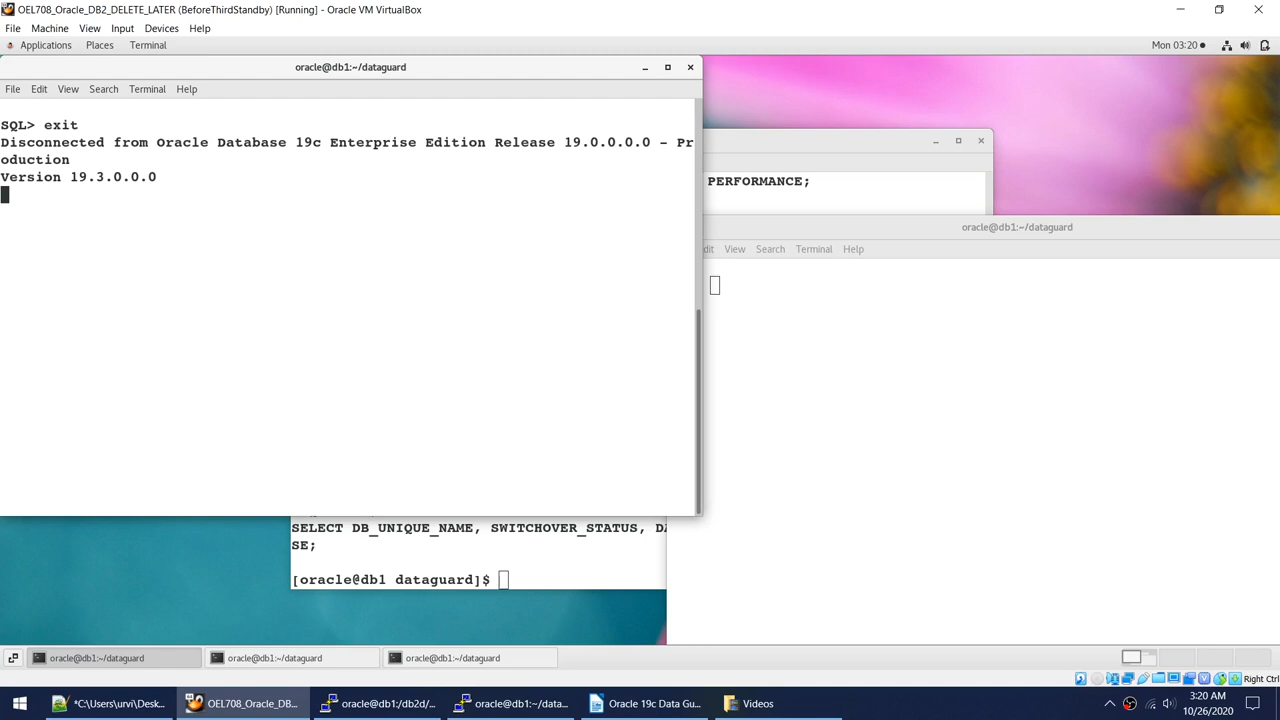 OEL708_Oracle_DB2_DELETE_LATER (BeforeThirdStandby) [Running] - Oracle VM VirtualBox
File Machine View Input Devices Help
Applications Places Terminal Mon 03:20
oracle@db1:~/dataguard
File Edit View Search Terminal Help
SQL> exit
Disconnected from Oracle Database 19c Enterprise Edition Release 19.0.0.0.0 - Pr
oduction
Version 19.3.0.0.0
PERFORMANCE;
oracle@db1:~/dataguard
dit View Search Terminal Help
SELECT DB_UNIQUE_NAME, SWITCHOVER_STATUS, DA
SE;
[oracle@db1 dataguard]$
oracle@db1:~/dataguard oracle@db1:~/dataguard oracle@db1:~/dataguard
Right Ctrl
*C:\Users\urvi\Desk... OEL708_Oracle_DB... oracle@db1:/db2d/... oracle@db1:~/data... Oracle 19c Data Gu... Videos
3:20 AM
10/26/2020